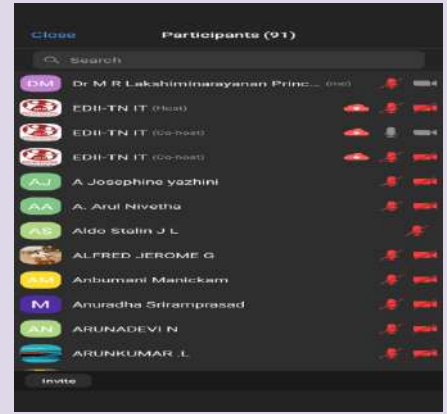 Close Participants (91)
Search
DM Dr M R Lakshiminarayanan Princ... (me)
EDII-TN IT (Host)
EDII-TN IT (Co-host)
EDII-TN IT (Co-host)
AJ A Josephine yazhini
AA A. Arul Nivetha
AS Aldo Stalin J L
ALFRED JEROME G
AM Anbumani Manickam
M Anuradha Sriramprasad
AN ARUNADEVI N
ARUNKUMAR .L
Invite